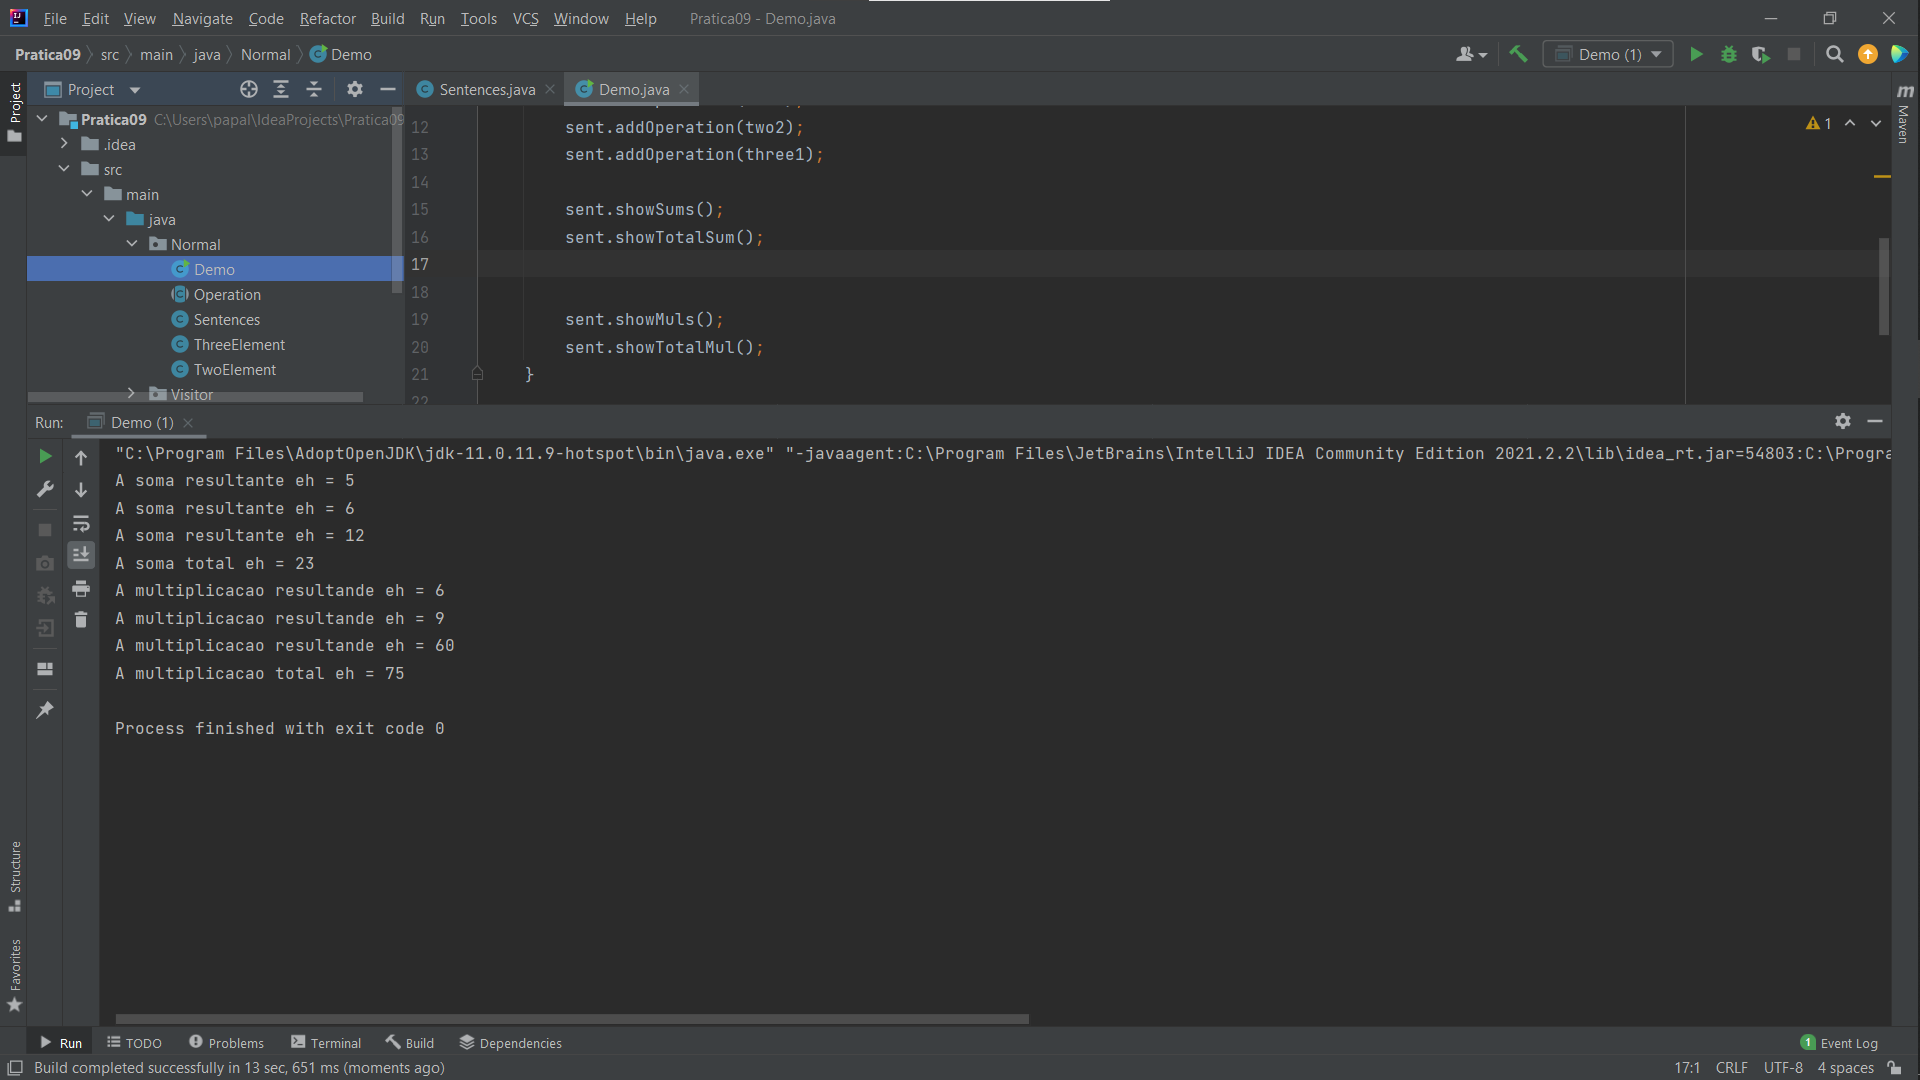 File Edit View Navigate Code Refactor Build Run Tools VCS Window Help Pratica09 - Demo.java
Pratica09 src main java Normal Demo
Demo (1)
Project
Sentences.java
Demo.java
Project
Maven
Pratica09 C:\Users\papal\IdeaProjects\Pratica09
.idea
src
main
java
Normal
Demo
Operation
Sentences
ThreeElement
TwoElement
Visitor
12 sent.addOperation(two2);
13 sent.addOperation(three1);
14
15 sent.showSums();
16 sent.showTotalSum();
17
18
19 sent.showMuls();
20 sent.showTotalMul();
21 }
22
1
Run: Demo (1)
"C:\Program Files\AdoptOpenJDK\jdk-11.0.11.9-hotspot\bin\java.exe" "-javaagent:C:\Program Files\JetBrains\IntelliJ IDEA Community Edition 2021.2.2\lib\idea_rt.jar=54803:C:\Progra
A soma resultante eh = 5
A soma resultante eh = 6
A soma resultante eh = 12
A soma total eh = 23
A multiplicacao resultande eh = 6
A multiplicacao resultande eh = 9
A multiplicacao resultande eh = 60
A multiplicacao total eh = 75
Process finished with exit code 0
Structure
Favorites
Run TODO Problems Terminal Build Dependencies
1 Event Log
Build completed successfully in 13 sec, 651 ms (moments ago)
17:1 CRLF UTF-8 4 spaces